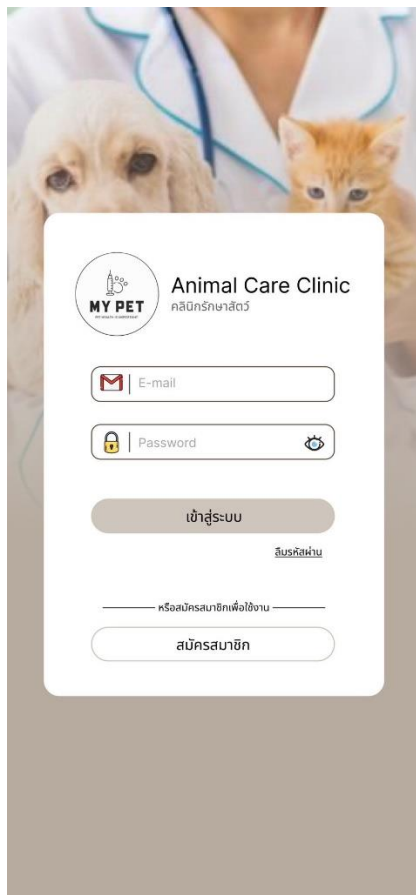 MY PET
Animal Care Clinic
คลินิกรักษาสัตว์
E-mail
Password
เข้าสู่ระบบ
ลืมรหัสผ่าน
หรือสมัครสมาชิกเพื่อใช้งาน
สมัครสมาชิก